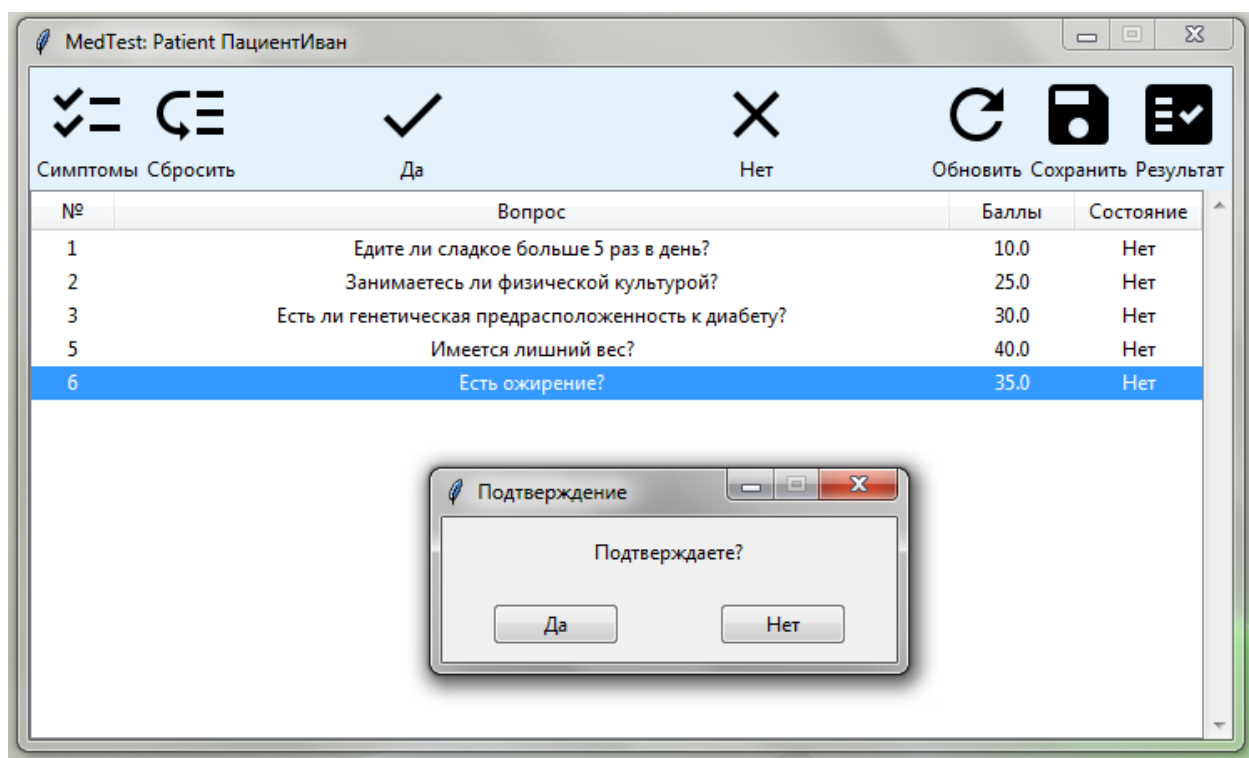 MedTest: Patient ПациентИван
Симптомы Сбросить Да Нет Обновить Сохранить Результат
№ Вопрос Баллы Состояние
1 Едите ли сладкое больше 5 раз в день? 10.0 Нет
2 Занимаетесь ли физической культурой? 25.0 Нет
3 Есть ли генетическая предрасположенность к диабету? 30.0 Нет
5 Имеется лишний вес? 40.0 Нет
6 Есть ожирение? 35.0 Нет
Подтверждение
Подтверждаете?
Да Нет